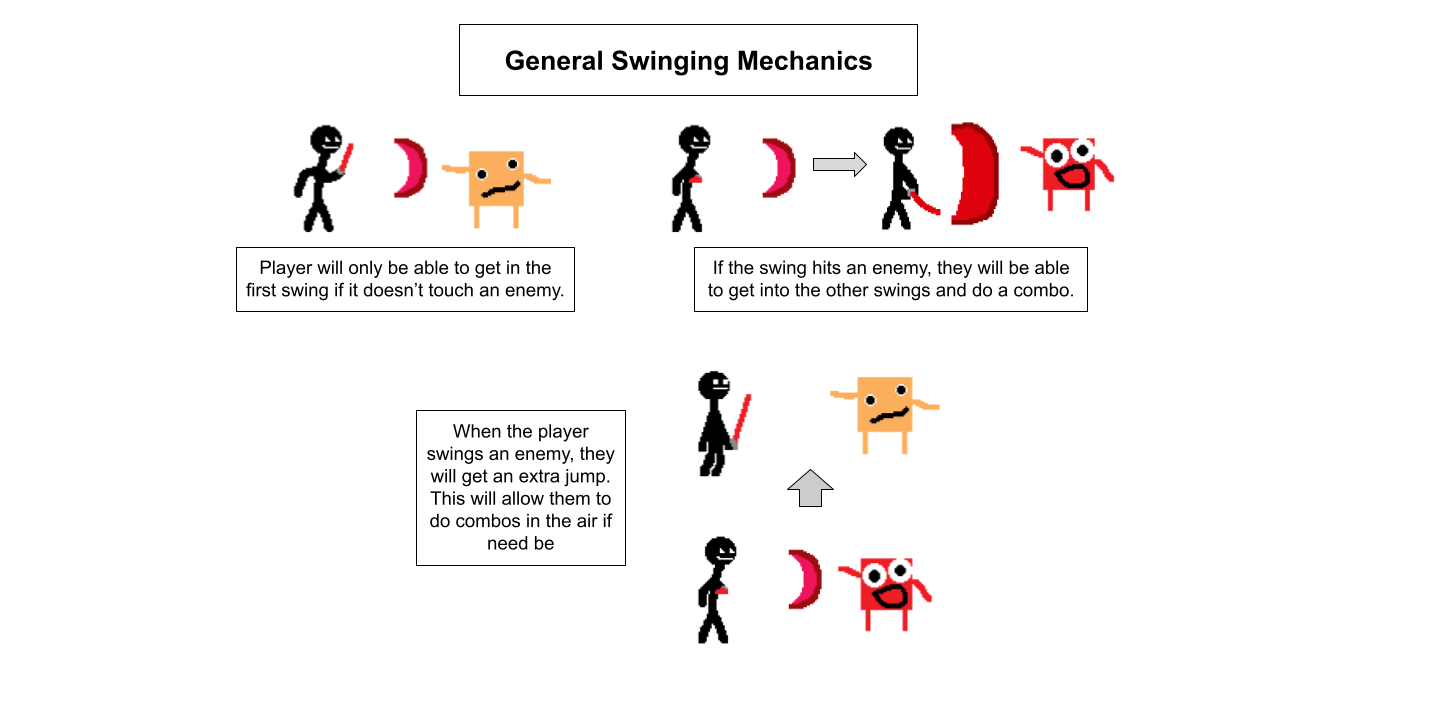 General Swinging Mechanics
Player will only be able to get in the
first swing if it doesn’t touch an enemy.
If the swing hits an enemy, they will be able
to get into the other swings and do a combo.
When the player
swings an enemy, they
will get an extra jump.
This will allow them to
do combos in the air if
need be